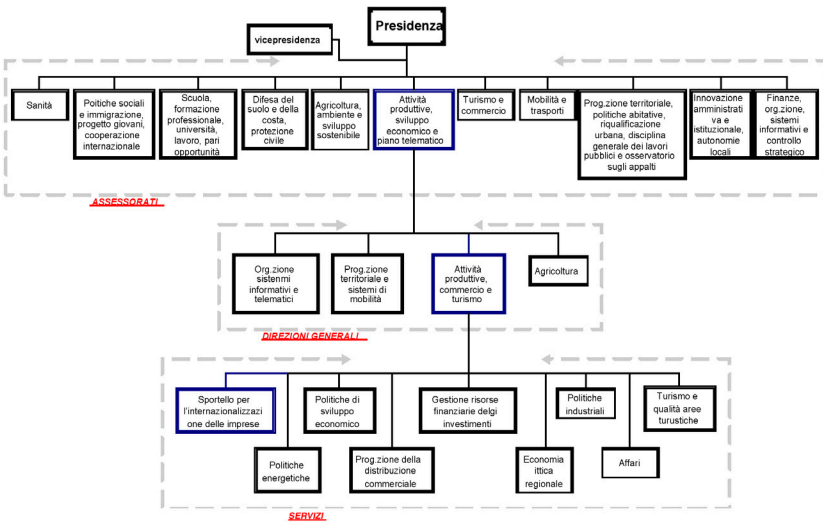 Presidenza
vicepresidenza
Sanità
Poitiche sociali
e immigrazione,
progetto giovani,
cooperazione
internazionale
Scuola,
formazione
professionale,
università,
lavoro, pari
opportunità
Difesa del
suolo e della
costa,
protezione
civile
Agricoltura,
ambiente e
sviluppo
sostenibile
Attività
produttive,
sviluppo
economico e
piano telematico
Turismo e
commercio
Mobilità e
trasporti
Prog.zione territoriale,
politiche abitative,
riqualificazione
urbana, disciplina
generale dei lavori
pubblici e osservatorio
sugli appalti
Innovazione
amministrati
va e
istituzionale,
autonomie
locali
Finanze,
org.zione,
sistemi
informativi e
controllo
strategico
ASSESSORATI
Org.zione
sistenmi
informativi e
telematici
Prog.zione
territoriale e
sistemi di
mobilità
Attività
produttive,
commercio e
turismo
Agricoltura
DIREZIONI GENERALI
Sportello per
l'internazionalizzazi
one delle imprese
Politiche di
sviluppo
economico
Gestione risorse
finanziarie delgi
investimenti
Politiche
industriali
Turismo e
qualità aree
turustiche
Politiche
energetiche
Prog.zione della
distribuzione
commerciale
Economia
ittica
regionale
Affari
SERVIZI